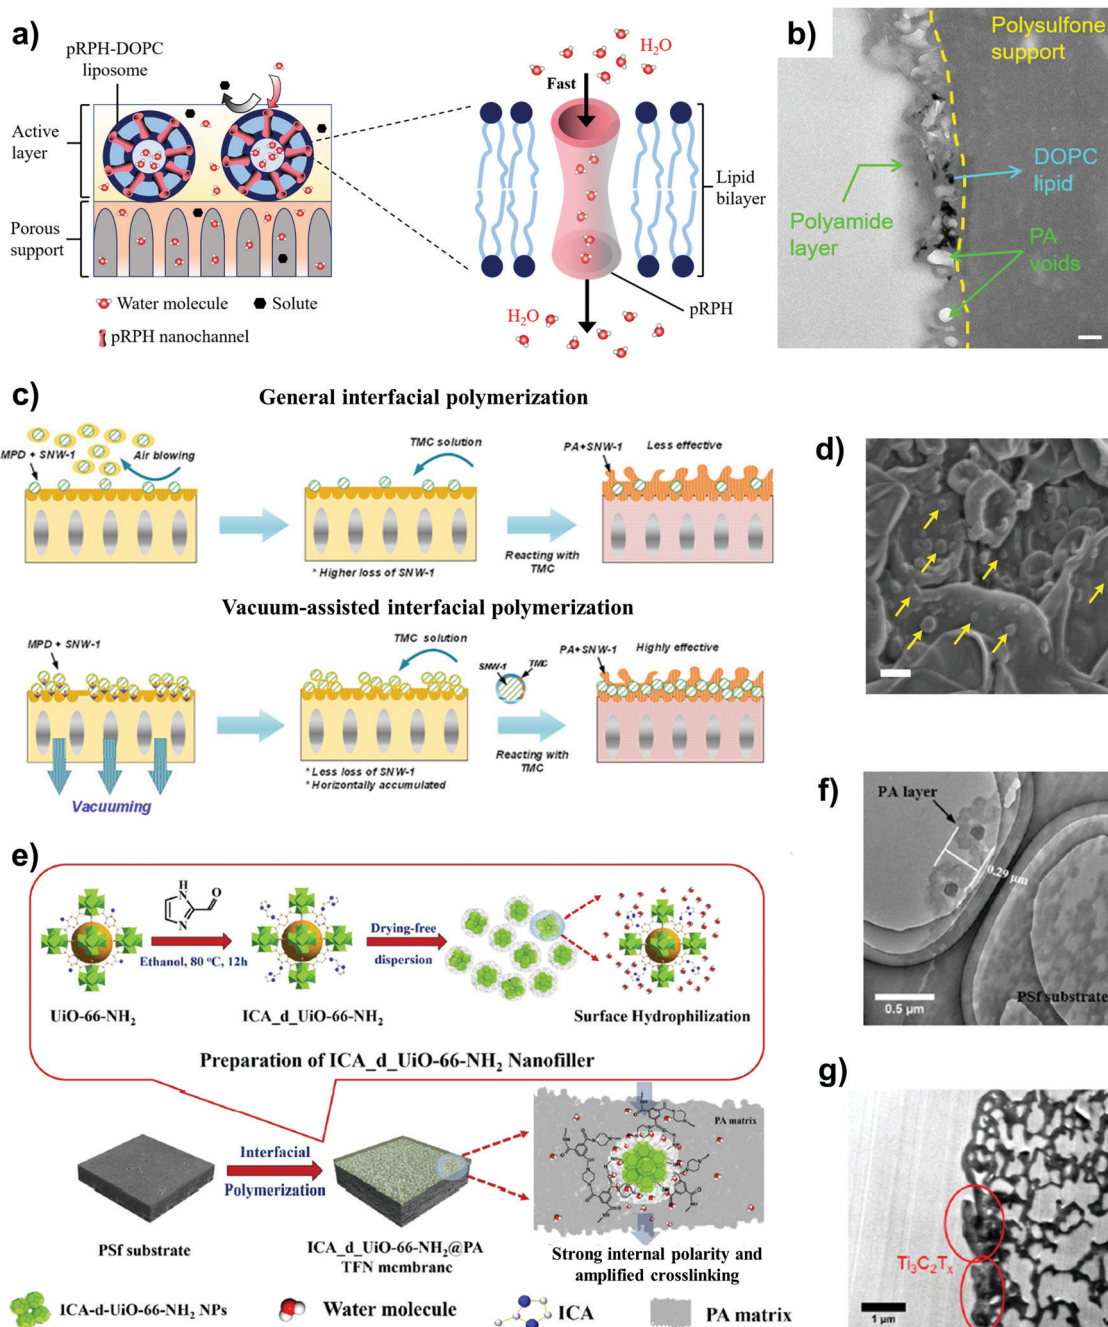 a)
pRPH-DOPC
liposome
Active
layer
Porous
support
Water molecule
Solute
pRPH nanochannel
H₂O
Fast
Lipid
bilayer
pRPH
H₂O
b)
Polysulfone
support
DOPC
lipid
Polyamide
layer
PA
voids
c)
General interfacial polymerization
MPD + SNW-1
Air blowing
TMC solution
* Higher loss of SNW-1
Reacting with
TMC
PA+SNW-1
Less effective
Vacuum-assisted interfacial polymerization
MPD + SNW-1
Vacuuming
TMC solution
* Less loss of SNW-1
* Horizontally accumulated
SNW-1
TMC
Reacting with
TMC
PA+SNW-1
Highly effective
d)
e)
H
N
O
N
Ethanol, 80 °C, 12h
Drying-free
dispersion
UiO-66-NH₂
ICA_d_UiO-66-NH₂
Surface Hydrophilization
Preparation of ICA_d_UiO-66-NH₂ Nanofiller
Interfacial
Polymerization
PSf substrate
ICA_d_UiO-66-NH₂@PA
TFN membrane
PA matrix
Strong internal polarity and
amplified crosslinking
ICA-d-UiO-66-NH₂ NPs
Water molecule
ICA
PA matrix
f)
PA layer
0.29 μm
0.5 μm
PSf substrate
g)
Ti₃C₂Tₓ
1 μm